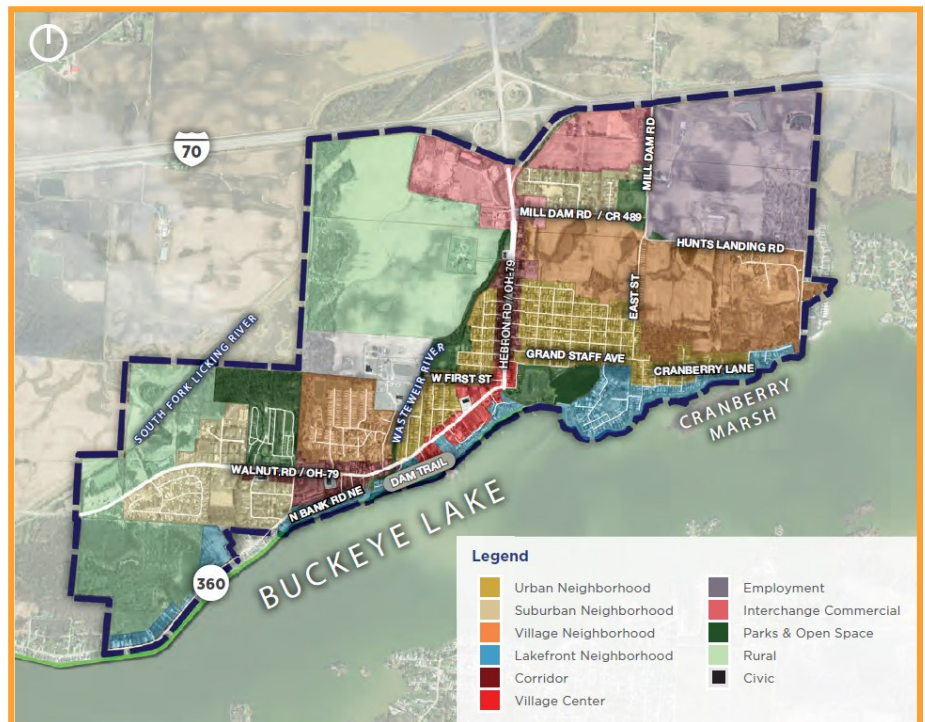 70
MILL DAM RD
MILL DAM RD / CR 489
HUNTS LANDING RD
HEBRON RD / OH-79
EAST ST
SOUTH FORK LICKING RIVER
WASTEWEIR RIVER
GRAND STAFF AVE
W FIRST ST
CRANBERRY LANE
CRANBERRY
MARSH
WALNUT RD / OH-79
DAM TRAIL
N BANK RD NE
BUCKEYE LAKE
360
Legend
Urban Neighborhood
Suburban Neighborhood
Village Neighborhood
Lakefront Neighborhood
Corridor
Village Center
Employment
Interchange Commercial
Parks & Open Space
Rural
Civic